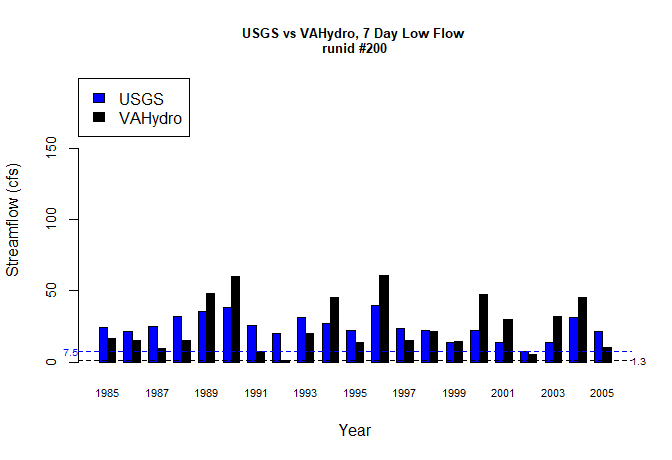 USGS vs VAHydro, 7 Day Low Flow
runid #200
USGS
VAHydro
Streamflow (cfs)
150
100
50
0
7.5
1.3
1985 1987 1989 1991 1993 1995 1997 1999 2001 2003 2005
Year